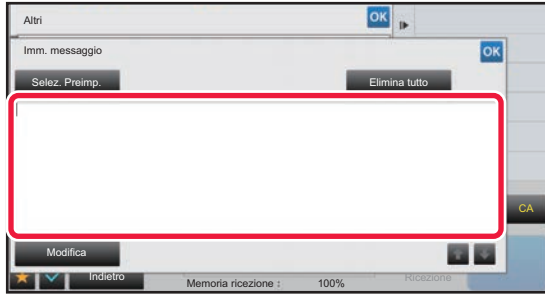 Altri OK
Imm. messaggio OK
Selez. Preimp. Elimina tutto
CA
Modifica
Indietro Memoria ricezione : 100% Ricezione